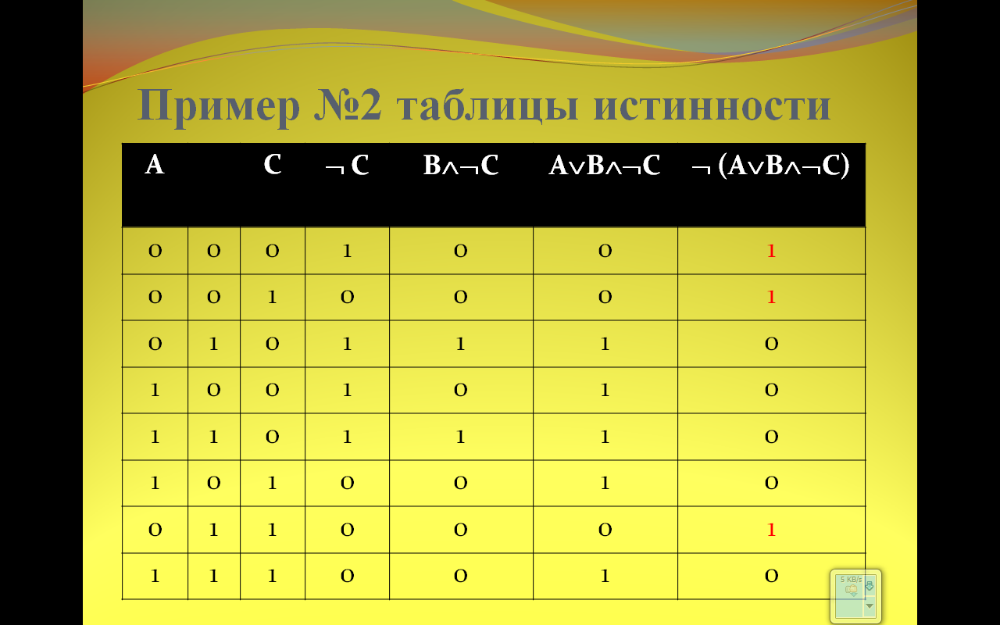 Пример №2 таблицы истинности
A C ¬ C B∧¬C A∨B∧¬C ¬ (A∨B∧¬C)
0 0 0 1 0 0 1
0 0 1 0 0 0 1
0 1 0 1 1 1 0
1 0 0 1 0 1 0
1 1 0 1 1 1 0
1 0 1 0 0 1 0
0 1 1 0 0 0 1
1 1 1 0 0 1 0
5 KB/s